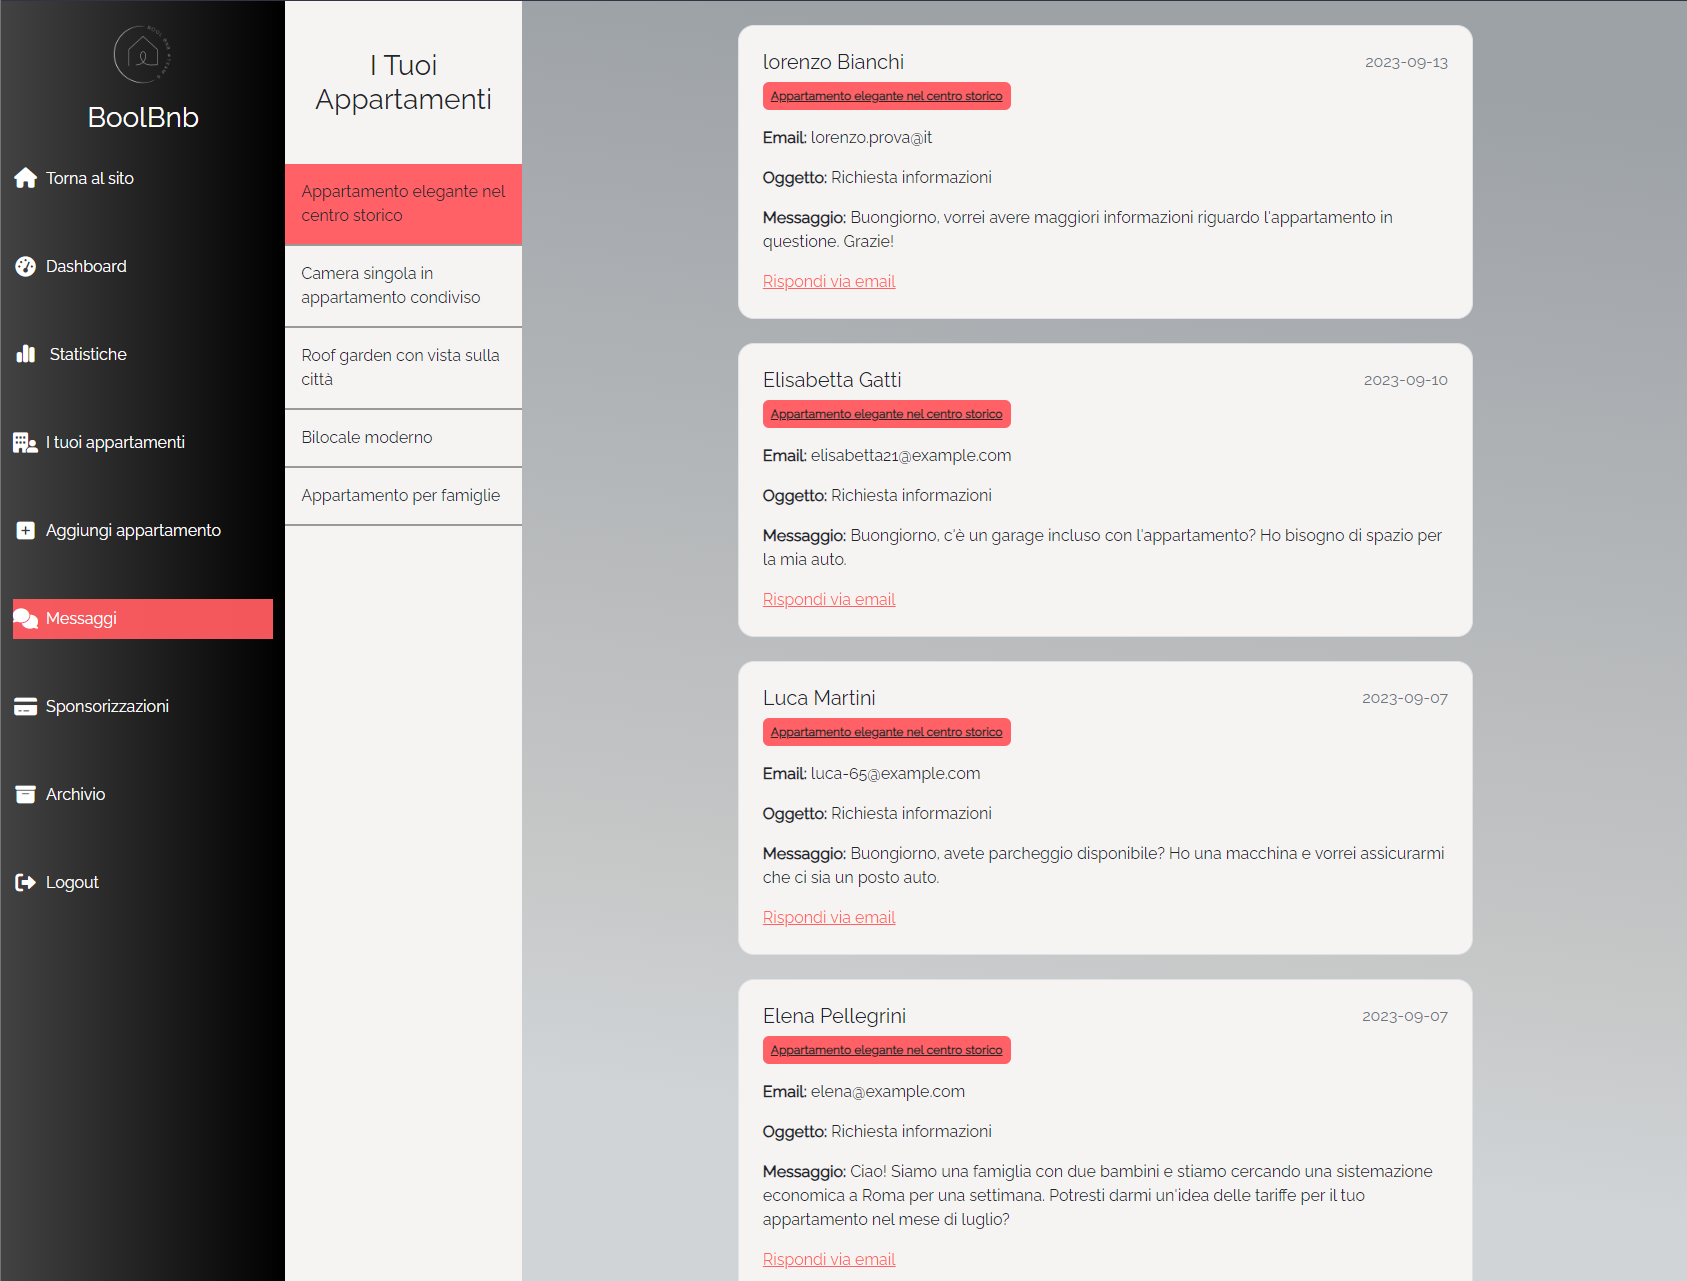 BoolBnb
Torna al sito
Dashboard
Statistiche
I tuoi appartamenti
Aggiungi appartamento
Messaggi
Sponsorizzazioni
Archivio
Logout
I Tuoi
Appartamenti
Appartamento elegante nel
centro storico
Camera singola in
appartamento condiviso
Roof garden con vista sulla
città
Bilocale moderno
Appartamento per famiglie
lorenzo Bianchi
2023-09-13
Appartamento elegante nel centro storico
Email: lorenzo.prova@it
Oggetto: Richiesta informazioni
Messaggio: Buongiorno, vorrei avere maggiori informazioni riguardo l'appartamento in
questione. Grazie!
Rispondi via email
Elisabetta Gatti
2023-09-10
Appartamento elegante nel centro storico
Email: elisabetta21@example.com
Oggetto: Richiesta informazioni
Messaggio: Buongiorno, c'è un garage incluso con l'appartamento? Ho bisogno di spazio per
la mia auto.
Rispondi via email
Luca Martini
2023-09-07
Appartamento elegante nel centro storico
Email: luca-65@example.com
Oggetto: Richiesta informazioni
Messaggio: Buongiorno, avete parcheggio disponibile? Ho una macchina e vorrei assicurarmi
che ci sia un posto auto.
Rispondi via email
Elena Pellegrini
2023-09-07
Appartamento elegante nel centro storico
Email: elena@example.com
Oggetto: Richiesta informazioni
Messaggio: Ciao! Siamo una famiglia con due bambini e stiamo cercando una sistemazione
economica a Roma per una settimana. Potresti darmi un'idea delle tariffe per il tuo
appartamento nel mese di luglio?
Rispondi via email